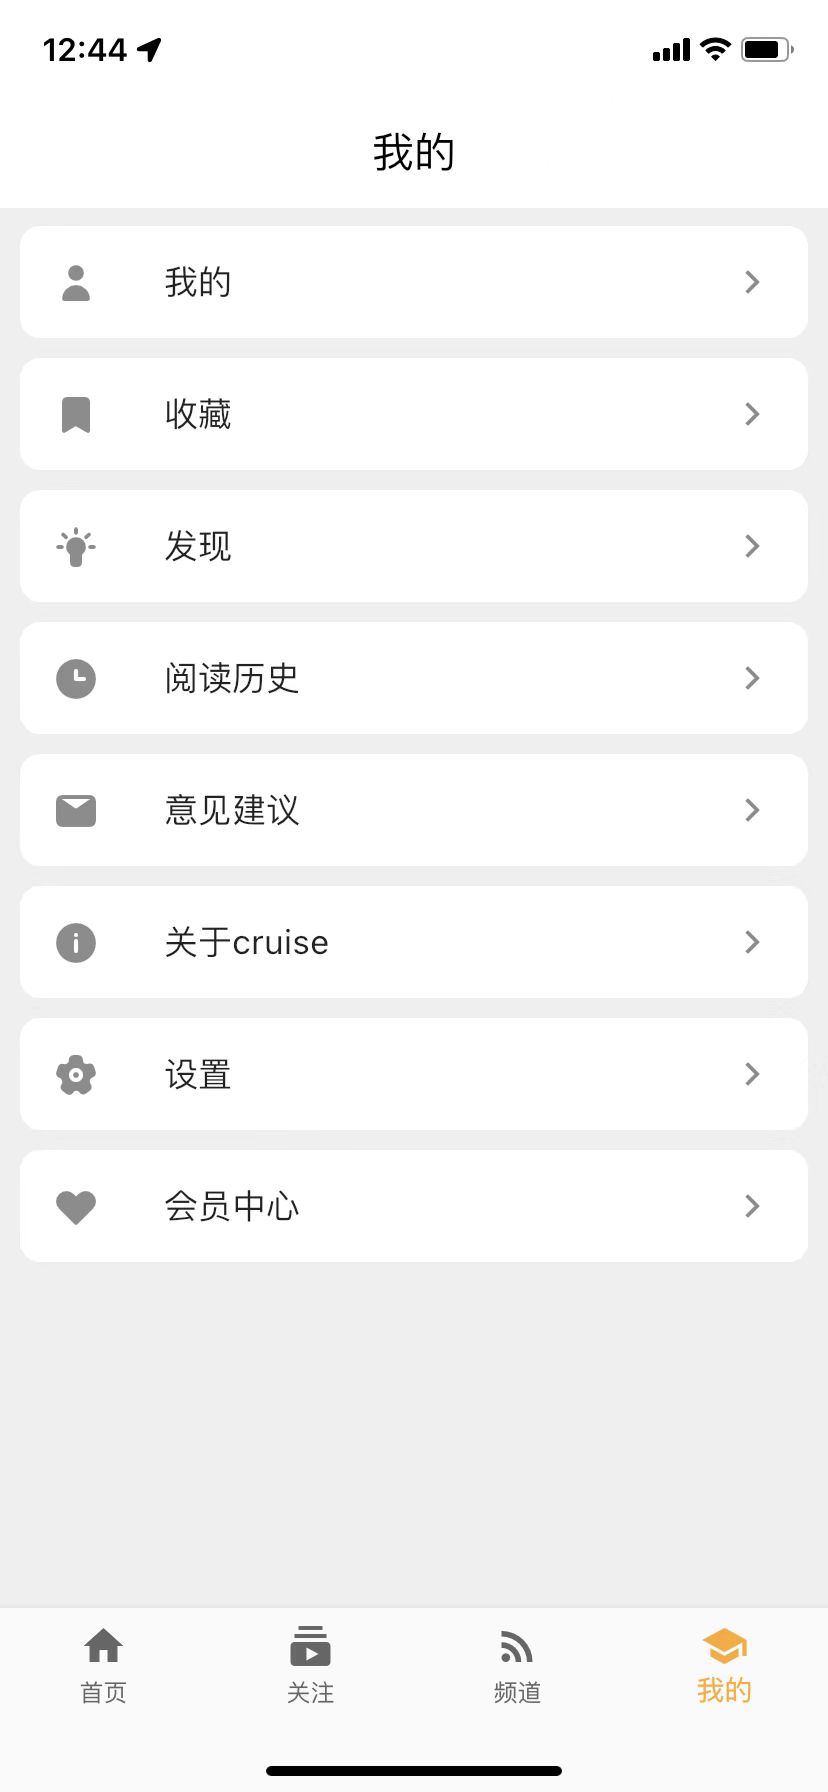 12:44
我的
我的
收藏
发现
阅读历史
意见建议
关于cruise
设置
会员中心
首页
关注
频道
我的